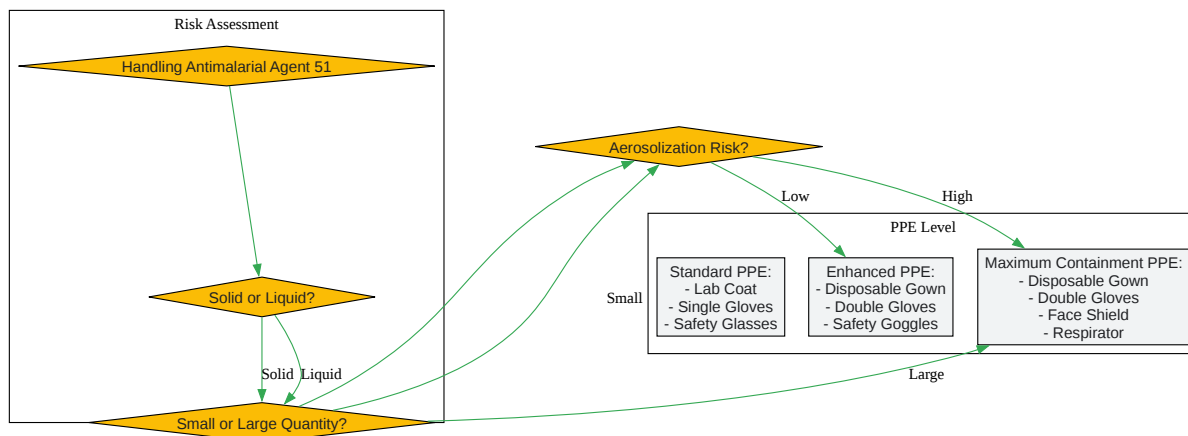 Risk Assessment
Handling Antimalarial Agent 51
Aerosolization Risk?
Low
High
PPE Level
Solid or Liquid?
Small
Standard PPE:
- Lab Coat
- Single Gloves
- Safety Glasses
Enhanced PPE:
- Disposable Gown
- Double Gloves
- Safety Goggles
Maximum Containment PPE:
- Disposable Gown
- Double Gloves
- Face Shield
- Respirator
Solid
Liquid
Large
Small or Large Quantity?